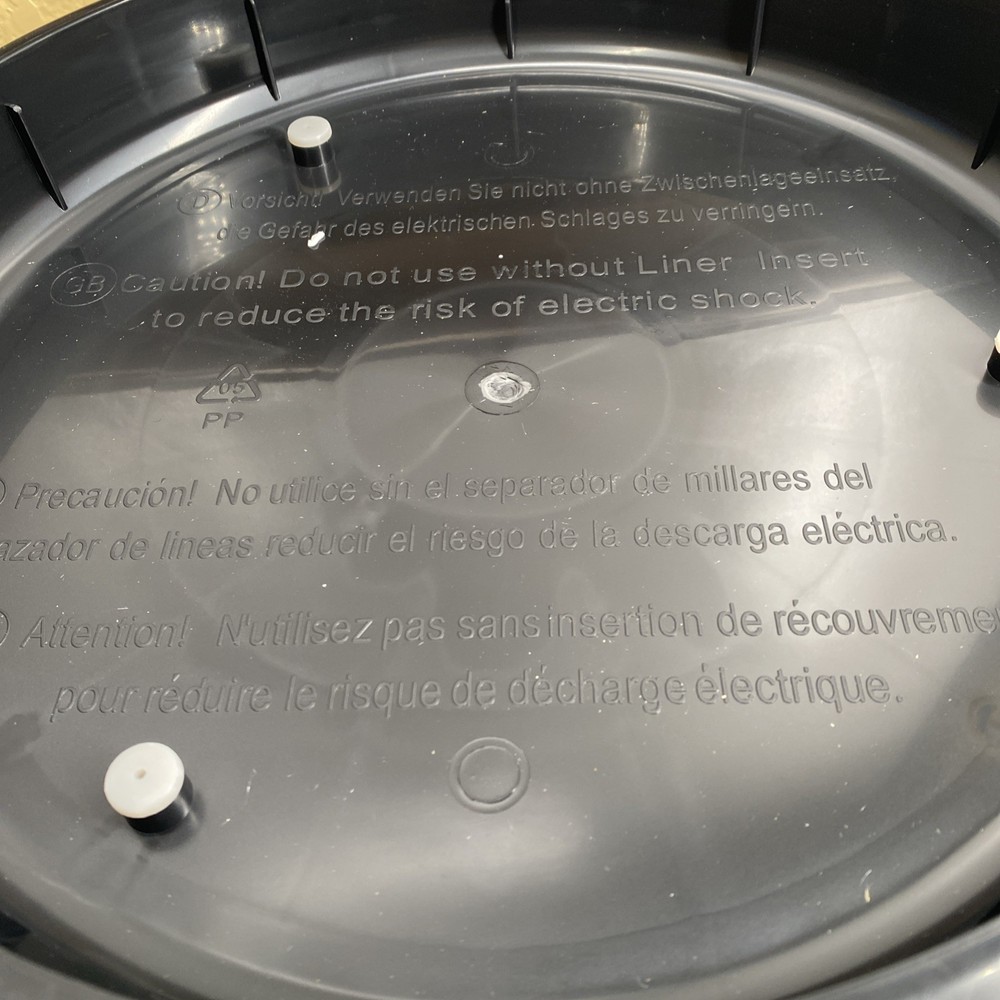 D Vorsicht! Verwenden Sie nicht ohne Zwischenlageeinsatz,
die Gefahr des elektrischen Schlages zu verringern.
GB Caution! Do not use without Liner Insert
to reduce the risk of electric shock.
05
PP
Precaución! No utilice sin el separador de millares del
azador de lineas reducir el riesgo de la descarga eléctrica.
Attention! N'utilisez pas sans insertion de récouvreme
pour réduire le risque de décharge électrique.